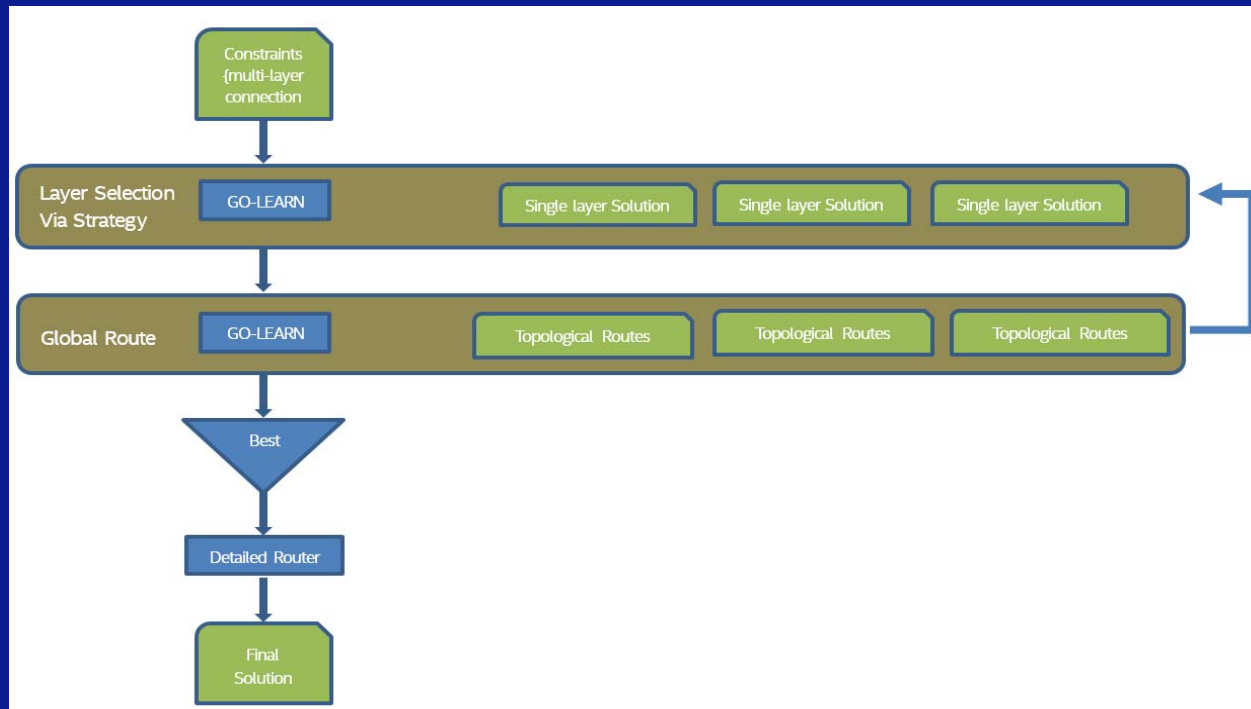 Constraints
{multi-layer
connection
Layer Selection
Via Strategy
GO-LEARN
Single layer Solution
Single layer Solution
Single layer Solution
Global Route
GO-LEARN
Topological Routes
Topological Routes
Topological Routes
Best
Detailed Router
Final
Solution